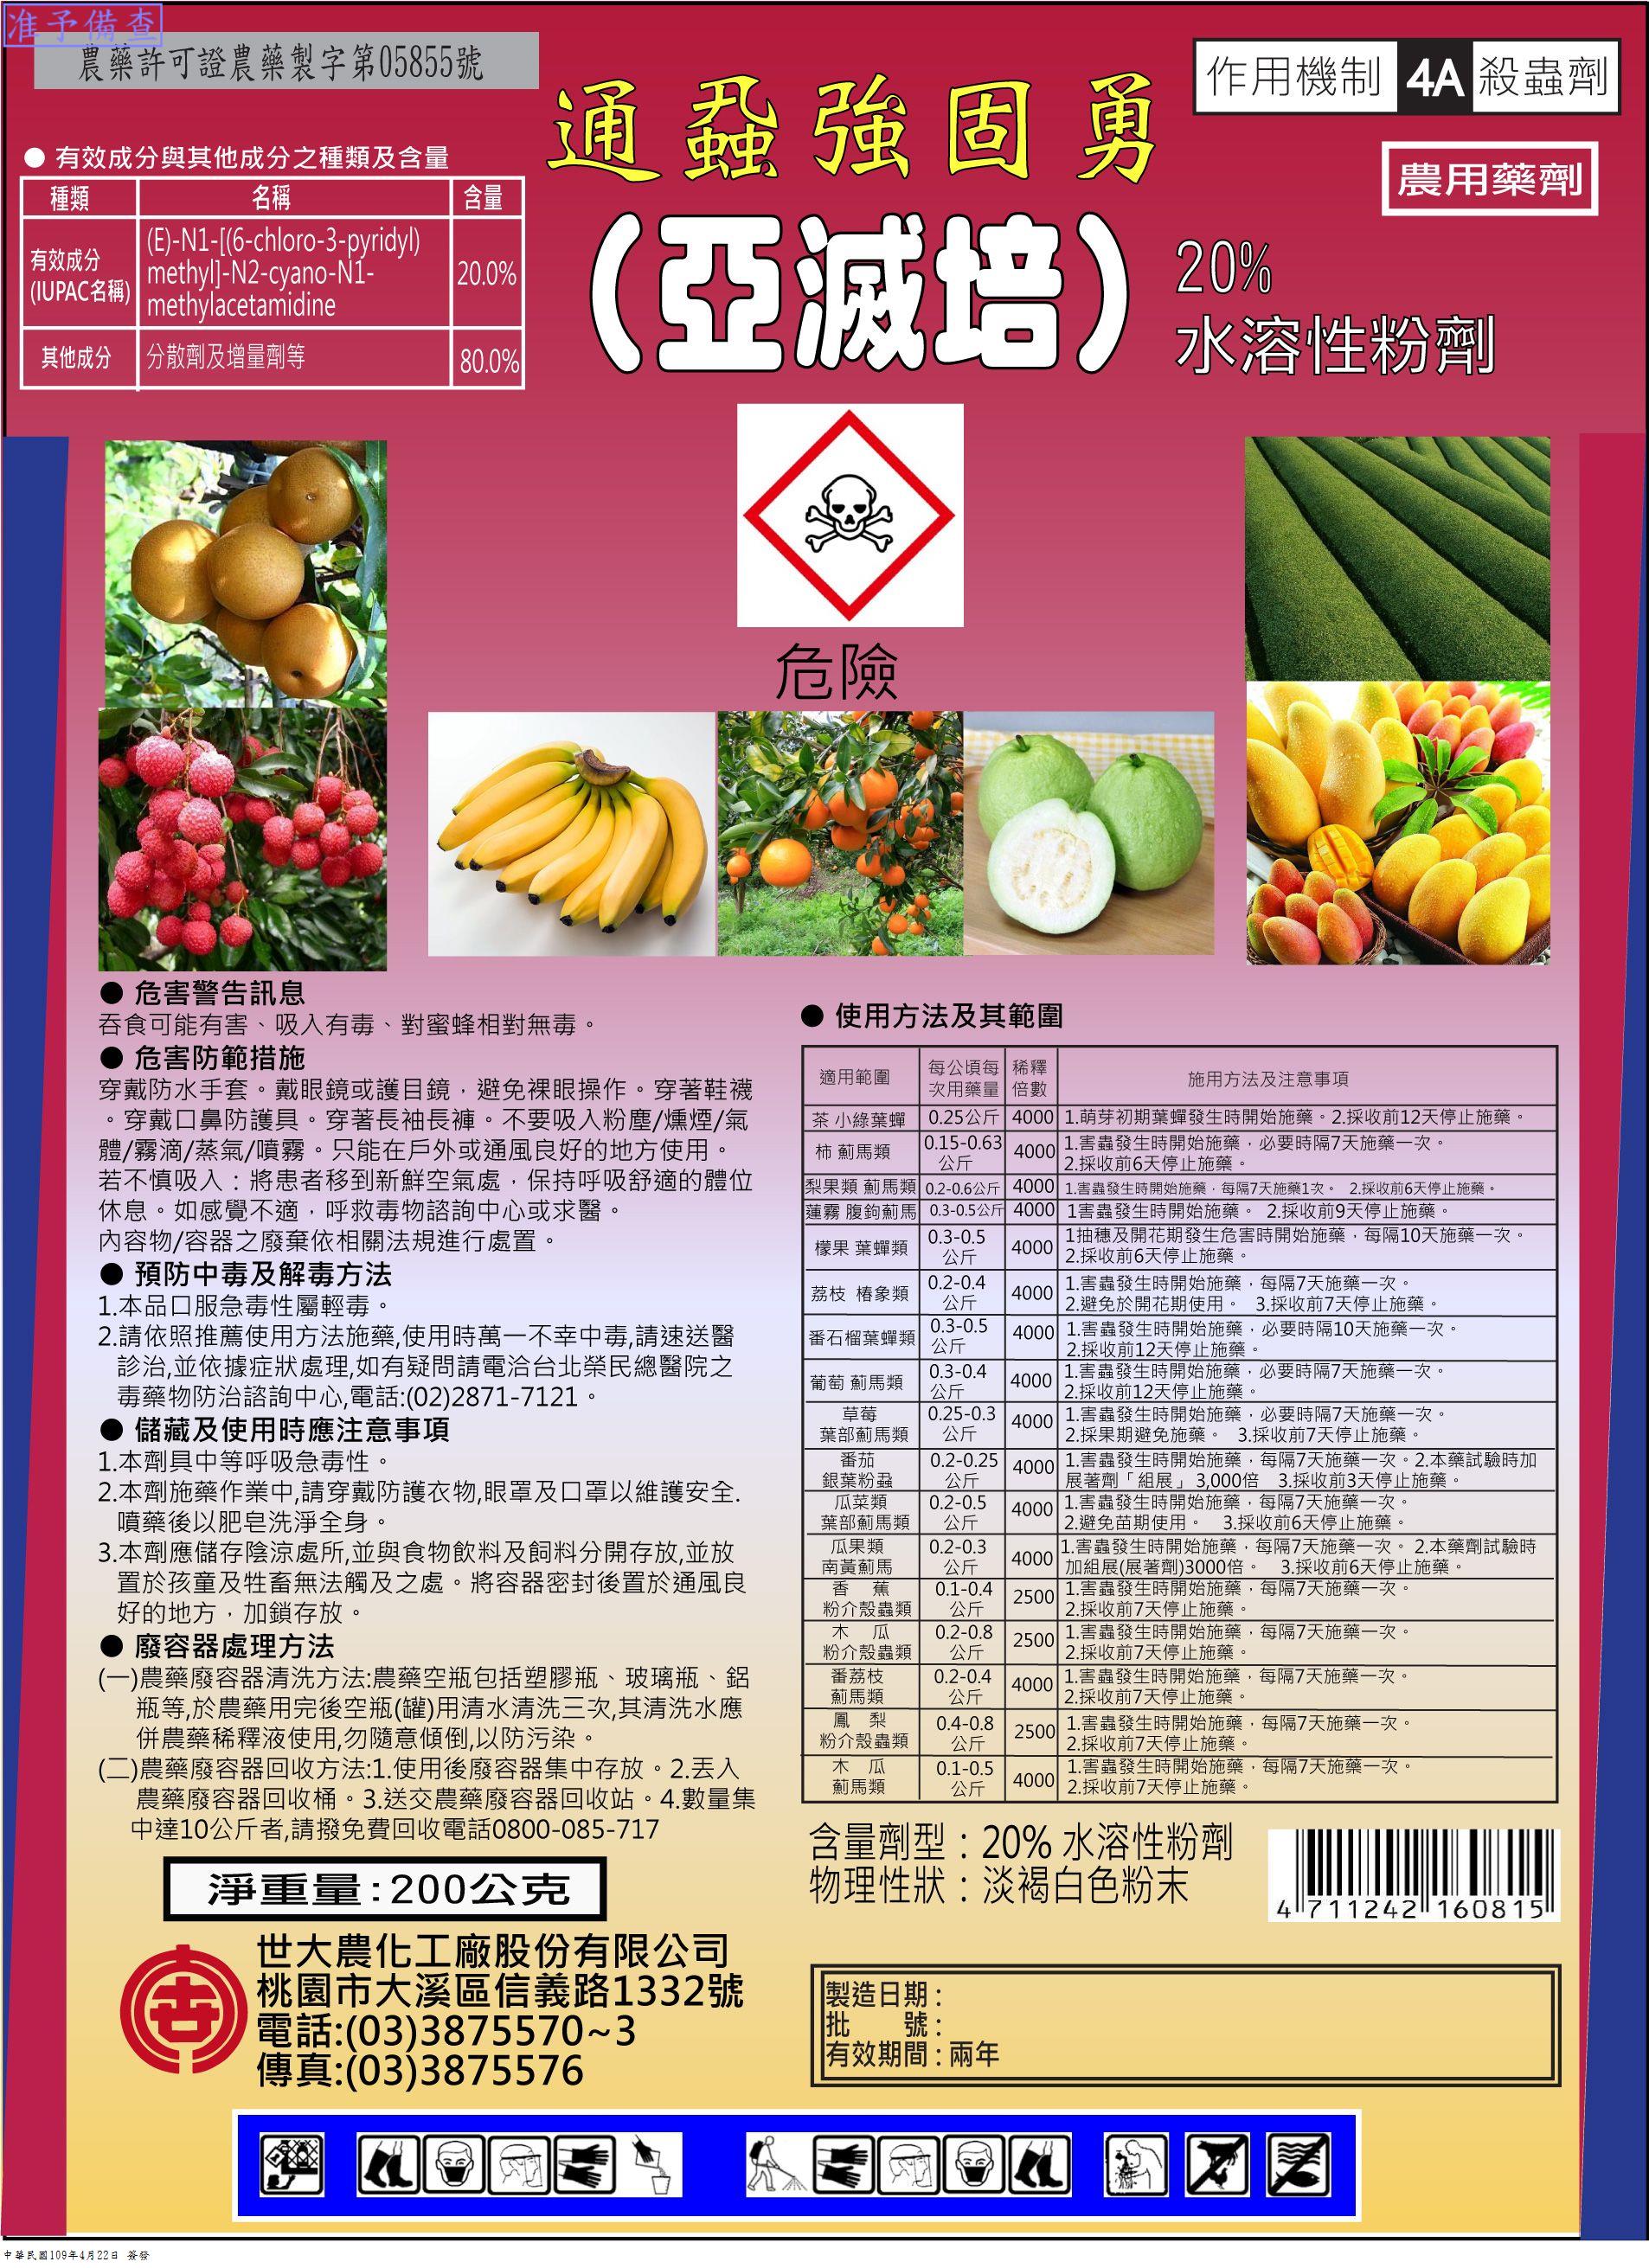 准予備查
農藥許可證農藥製字第05855號
作用機制 4A 殺蟲劑
農用藥劑
通蝨強固勇
(亞滅培)
20%
水溶性粉劑
● 有效成分與其他成分之種類及含量
種類 名稱 含量
有效成分
(IUPAC名稱)
(E)-N1-[(6-chloro-3-pyridyl)
methyl]-N2-cyano-N1-
methylacetamidine
20.0%
其他成分 分散劑及增量劑等 80.0%
危險
● 危害警告訊息
吞食可能有害、吸入有毒、對蜜蜂相對無毒。
● 危害防範措施
穿戴防水手套。戴眼鏡或護目鏡，避免裸眼操作。穿著鞋襪
。穿戴口鼻防護具。穿著長袖長褲。不要吸入粉塵/燻煙/氣
體/霧滴/蒸氣/噴霧。只能在戶外或通風良好的地方使用。
若不慎吸入：將患者移到新鮮空氣處，保持呼吸舒適的體位
休息。如感覺不適，呼救毒物諮詢中心或求醫。
內容物/容器之廢棄依相關法規進行處置。
● 預防中毒及解毒方法
1.本品口服急毒性屬輕毒。
2.請依照推薦使用方法施藥,使用時萬一不幸中毒,請速送醫
診治,並依據症狀處理,如有疑問請電洽台北榮民總醫院之
毒藥物防治諮詢中心,電話:(02)2871-7121。
● 儲藏及使用時應注意事項
1.本劑具中等呼吸急毒性。
2.本劑施藥作業中,請穿戴防護衣物,眼罩及口罩以維護安全.
噴藥後以肥皂洗淨全身。
3.本劑應儲存陰涼處所,並與食物飲料及飼料分開存放,並放
置於孩童及牲畜無法觸及之處。將容器密封後置於通風良
好的地方，加鎖存放。
● 廢容器處理方法
(一)農藥廢容器清洗方法:農藥空瓶包括塑膠瓶、玻璃瓶、鋁
瓶等,於農藥用完後空瓶(罐)用清水清洗三次,其清洗水應
併農藥稀釋液使用,勿隨意傾倒,以防污染。
(二)農藥廢容器回收方法:1.使用後廢容器集中存放。2.丟入
農藥廢容器回收桶。3.送交農藥廢容器回收站。4.數量集
中達10公斤者,請撥免費回收電話0800-085-717
淨重量:200公克
世大農化工廠股份有限公司
桃園市大溪區信義路1332號
電話:(03)3875570~3
傳真:(03)3875576
● 使用方法及其範圍
適用範圍 每公頃每次用藥量 稀釋倍數 施用方法及注意事項
茶 小綠葉蟬 0.25公斤 4000 1.萌芽初期葉蟬發生時開始施藥。2.採收前12天停止施藥。
柿 薊馬類 0.15-0.63公斤 4000 1.害蟲發生時開始施藥，必要時隔7天施藥一次。
2.採收前6天停止施藥。
梨果類 薊馬類 0.2-0.6公斤 4000 1.害蟲發生時開始施藥，每隔7天施藥1次。 2.採收前6天停止施藥。
蓮霧 腹鉤薊馬 0.3-0.5公斤 4000 1害蟲發生時開始施藥。 2.採收前9天停止施藥。
檬果 葉蟬類 0.3-0.5公斤 4000 1抽穗及開花期發生危害時開始施藥，每隔10天施藥一次。
2.採收前6天停止施藥。
荔枝 椿象類 0.2-0.4公斤 4000 1.害蟲發生時開始施藥，每隔7天施藥一次。
2.避免於開花期使用。 3.採收前7天停止施藥。
番石榴葉蟬類 0.3-0.5公斤 4000 1.害蟲發生時開始施藥，必要時隔10天施藥一次。
2.採收前12天停止施藥。
葡萄 薊馬類 0.3-0.4公斤 4000 1.害蟲發生時開始施藥，必要時隔7天施藥一次。
2.採收前12天停止施藥。
草莓 葉部薊馬類 0.25-0.3公斤 4000 1.害蟲發生時開始施藥，必要時隔7天施藥一次。
2.採果期避免施藥。 3.採收前7天停止施藥。
番茄 銀葉粉蝨 0.2-0.25公斤 4000 1.害蟲發生時開始施藥，每隔7天施藥一次。2.本藥試驗時加
展著劑「組展」3,000倍 3.採收前3天停止施藥。
瓜菜類 葉部薊馬類 0.2-0.5公斤 4000 1.害蟲發生時開始施藥，每隔7天施藥一次。
2.避免苗期使用。 3.採收前6天停止施藥。
瓜果類 南黃薊馬 0.2-0.3公斤 4000 1.害蟲發生時開始施藥，每隔7天施藥一次。 2.本藥劑試驗時
加組展(展著劑)3000倍。 3.採收前6天停止施藥。
香蕉 粉介殼蟲類 0.1-0.4公斤 2500 1.害蟲發生時開始施藥，每隔7天施藥一次。
2.採收前7天停止施藥。
木瓜 粉介殼蟲類 0.2-0.8公斤 2500 1.害蟲發生時開始施藥，每隔7天施藥一次。
2.採收前7天停止施藥。
番荔枝 薊馬類 0.2-0.4公斤 4000 1.害蟲發生時開始施藥，每隔7天施藥一次。
2.採收前7天停止施藥。
鳳梨 粉介殼蟲類 0.4-0.8公斤 2500 1.害蟲發生時開始施藥，每隔7天施藥一次。
2.採收前7天停止施藥。
木瓜 薊馬類 0.1-0.5公斤 4000 1.害蟲發生時開始施藥，每隔7天施藥一次。
2.採收前7天停止施藥。
含量劑型：20% 水溶性粉劑
物理性狀：淡褐白色粉末
4 711242 160815
製造日期：
批 號：
有效期間：兩年
中華民國109年4月22日 簽發